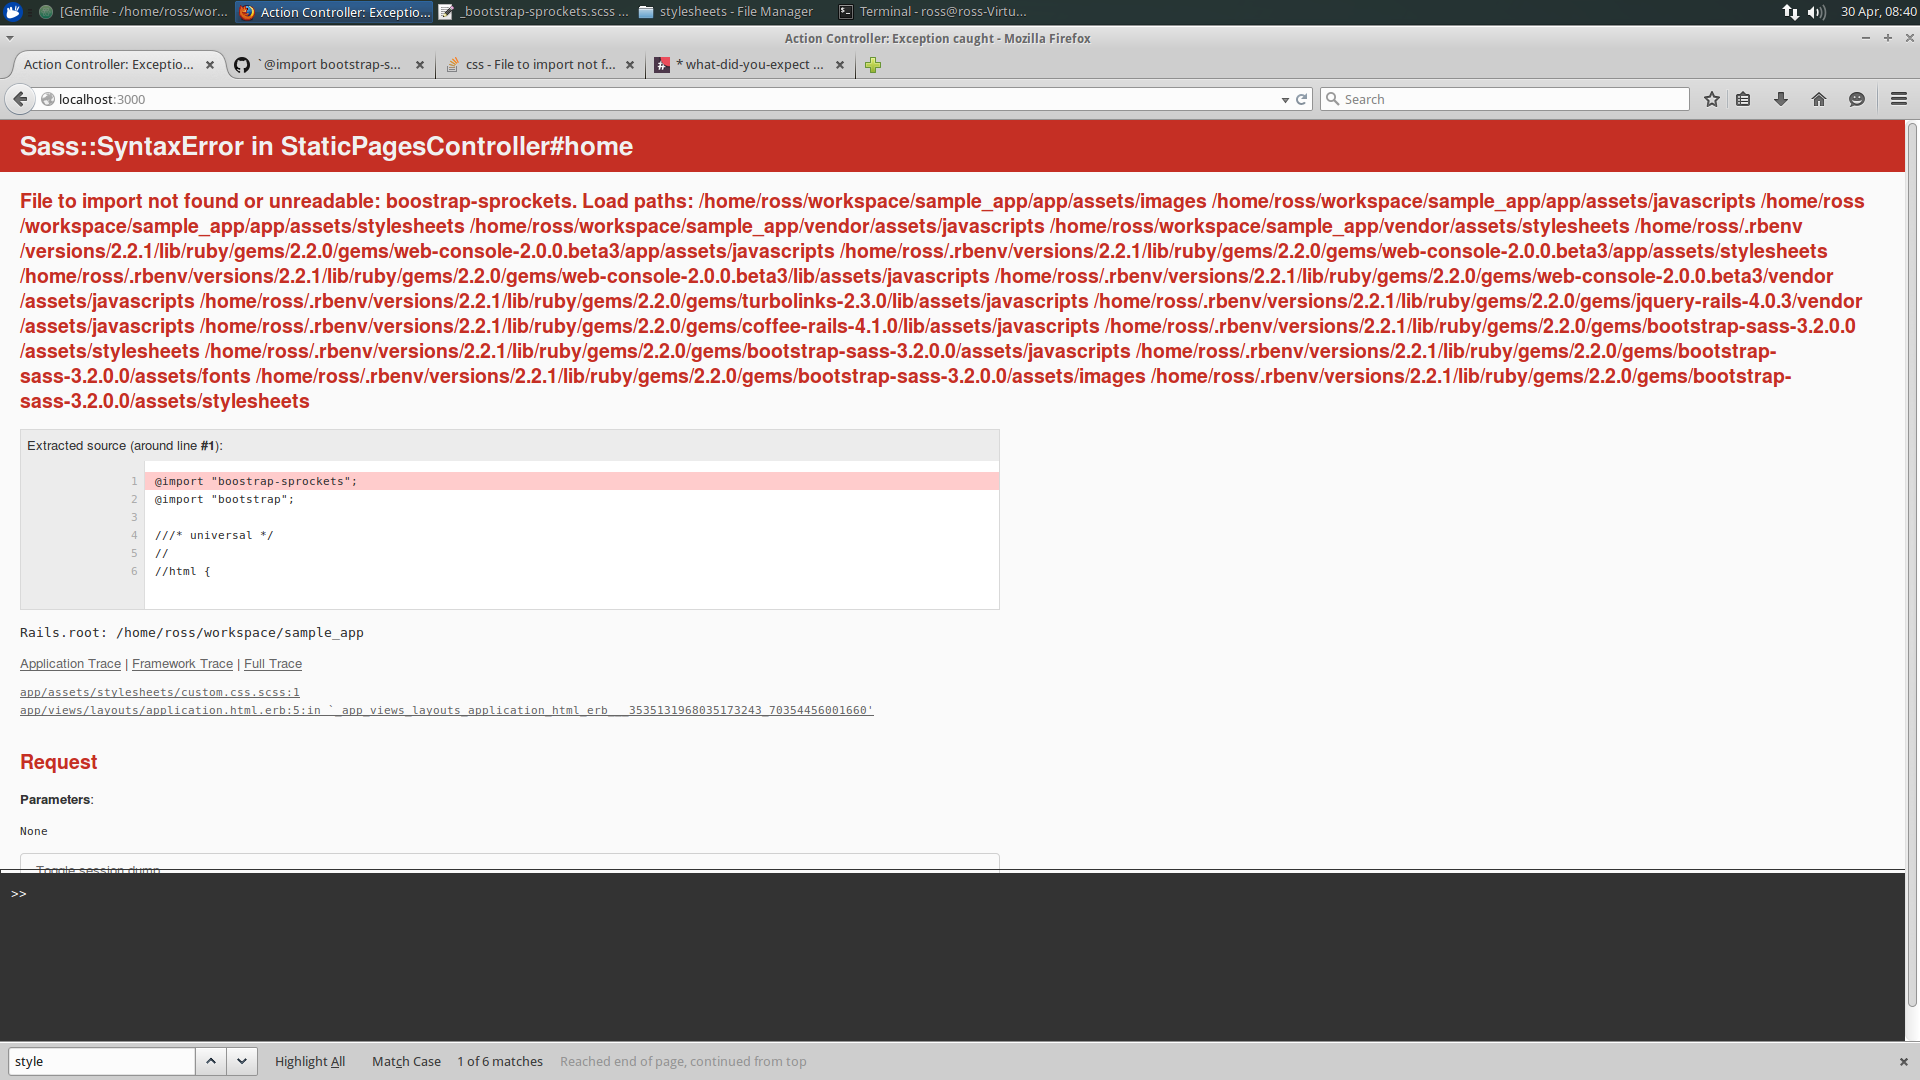 [Gemfile - /home/ross/wor... Action Controller: Exceptio... _bootstrap-sprockets.scss ... stylesheets - File Manager Terminal - ross@ross-Virtu... 30 Apr, 08:40
Action Controller: Exception caught - Mozilla Firefox
Action Controller: Exceptio... `@import bootstrap-s... css - File to import not f... * what-did-you-expect ...
localhost:3000 Search
Sass::SyntaxError in StaticPagesController#home
File to import not found or unreadable: boostrap-sprockets. Load paths: /home/ross/workspace/sample_app/app/assets/images /home/ross/workspace/sample_app/app/assets/javascripts /home/ross
/workspace/sample_app/app/assets/stylesheets /home/ross/workspace/sample_app/vendor/assets/javascripts /home/ross/workspace/sample_app/vendor/assets/stylesheets /home/ross/.rbenv
/versions/2.2.1/lib/ruby/gems/2.2.0/gems/web-console-2.0.0.beta3/app/assets/javascripts /home/ross/.rbenv/versions/2.2.1/lib/ruby/gems/2.2.0/gems/web-console-2.0.0.beta3/app/assets/stylesheets
/home/ross/.rbenv/versions/2.2.1/lib/ruby/gems/2.2.0/gems/web-console-2.0.0.beta3/lib/assets/javascripts /home/ross/.rbenv/versions/2.2.1/lib/ruby/gems/2.2.0/gems/web-console-2.0.0.beta3/vendor
/assets/javascripts /home/ross/.rbenv/versions/2.2.1/lib/ruby/gems/2.2.0/gems/turbolinks-2.3.0/lib/assets/javascripts /home/ross/.rbenv/versions/2.2.1/lib/ruby/gems/2.2.0/gems/jquery-rails-4.0.3/vendor
/assets/javascripts /home/ross/.rbenv/versions/2.2.1/lib/ruby/gems/2.2.0/gems/coffee-rails-4.1.0/lib/assets/javascripts /home/ross/.rbenv/versions/2.2.1/lib/ruby/gems/2.2.0/gems/bootstrap-sass-3.2.0.0
/assets/stylesheets /home/ross/.rbenv/versions/2.2.1/lib/ruby/gems/2.2.0/gems/bootstrap-sass-3.2.0.0/assets/javascripts /home/ross/.rbenv/versions/2.2.1/lib/ruby/gems/2.2.0/gems/bootstrap-
sass-3.2.0.0/assets/fonts /home/ross/.rbenv/versions/2.2.1/lib/ruby/gems/2.2.0/gems/bootstrap-sass-3.2.0.0/assets/images /home/ross/.rbenv/versions/2.2.1/lib/ruby/gems/2.2.0/gems/bootstrap-
sass-3.2.0.0/assets/stylesheets
Extracted source (around line #1):
1 @import "boostrap-sprockets";
2 @import "bootstrap";
3
4 ///* universal */
5 //
6 //html {
Rails.root: /home/ross/workspace/sample_app
Application Trace | Framework Trace | Full Trace
app/assets/stylesheets/custom.css.scss:1
app/views/layouts/application.html.erb:5:in `_app_views_layouts_application_html_erb___3535131968035173243_70354456001660'
Request
Parameters:
None
Toggle session dump
>>
style Highlight All Match Case 1 of 6 matches Reached end of page, continued from top